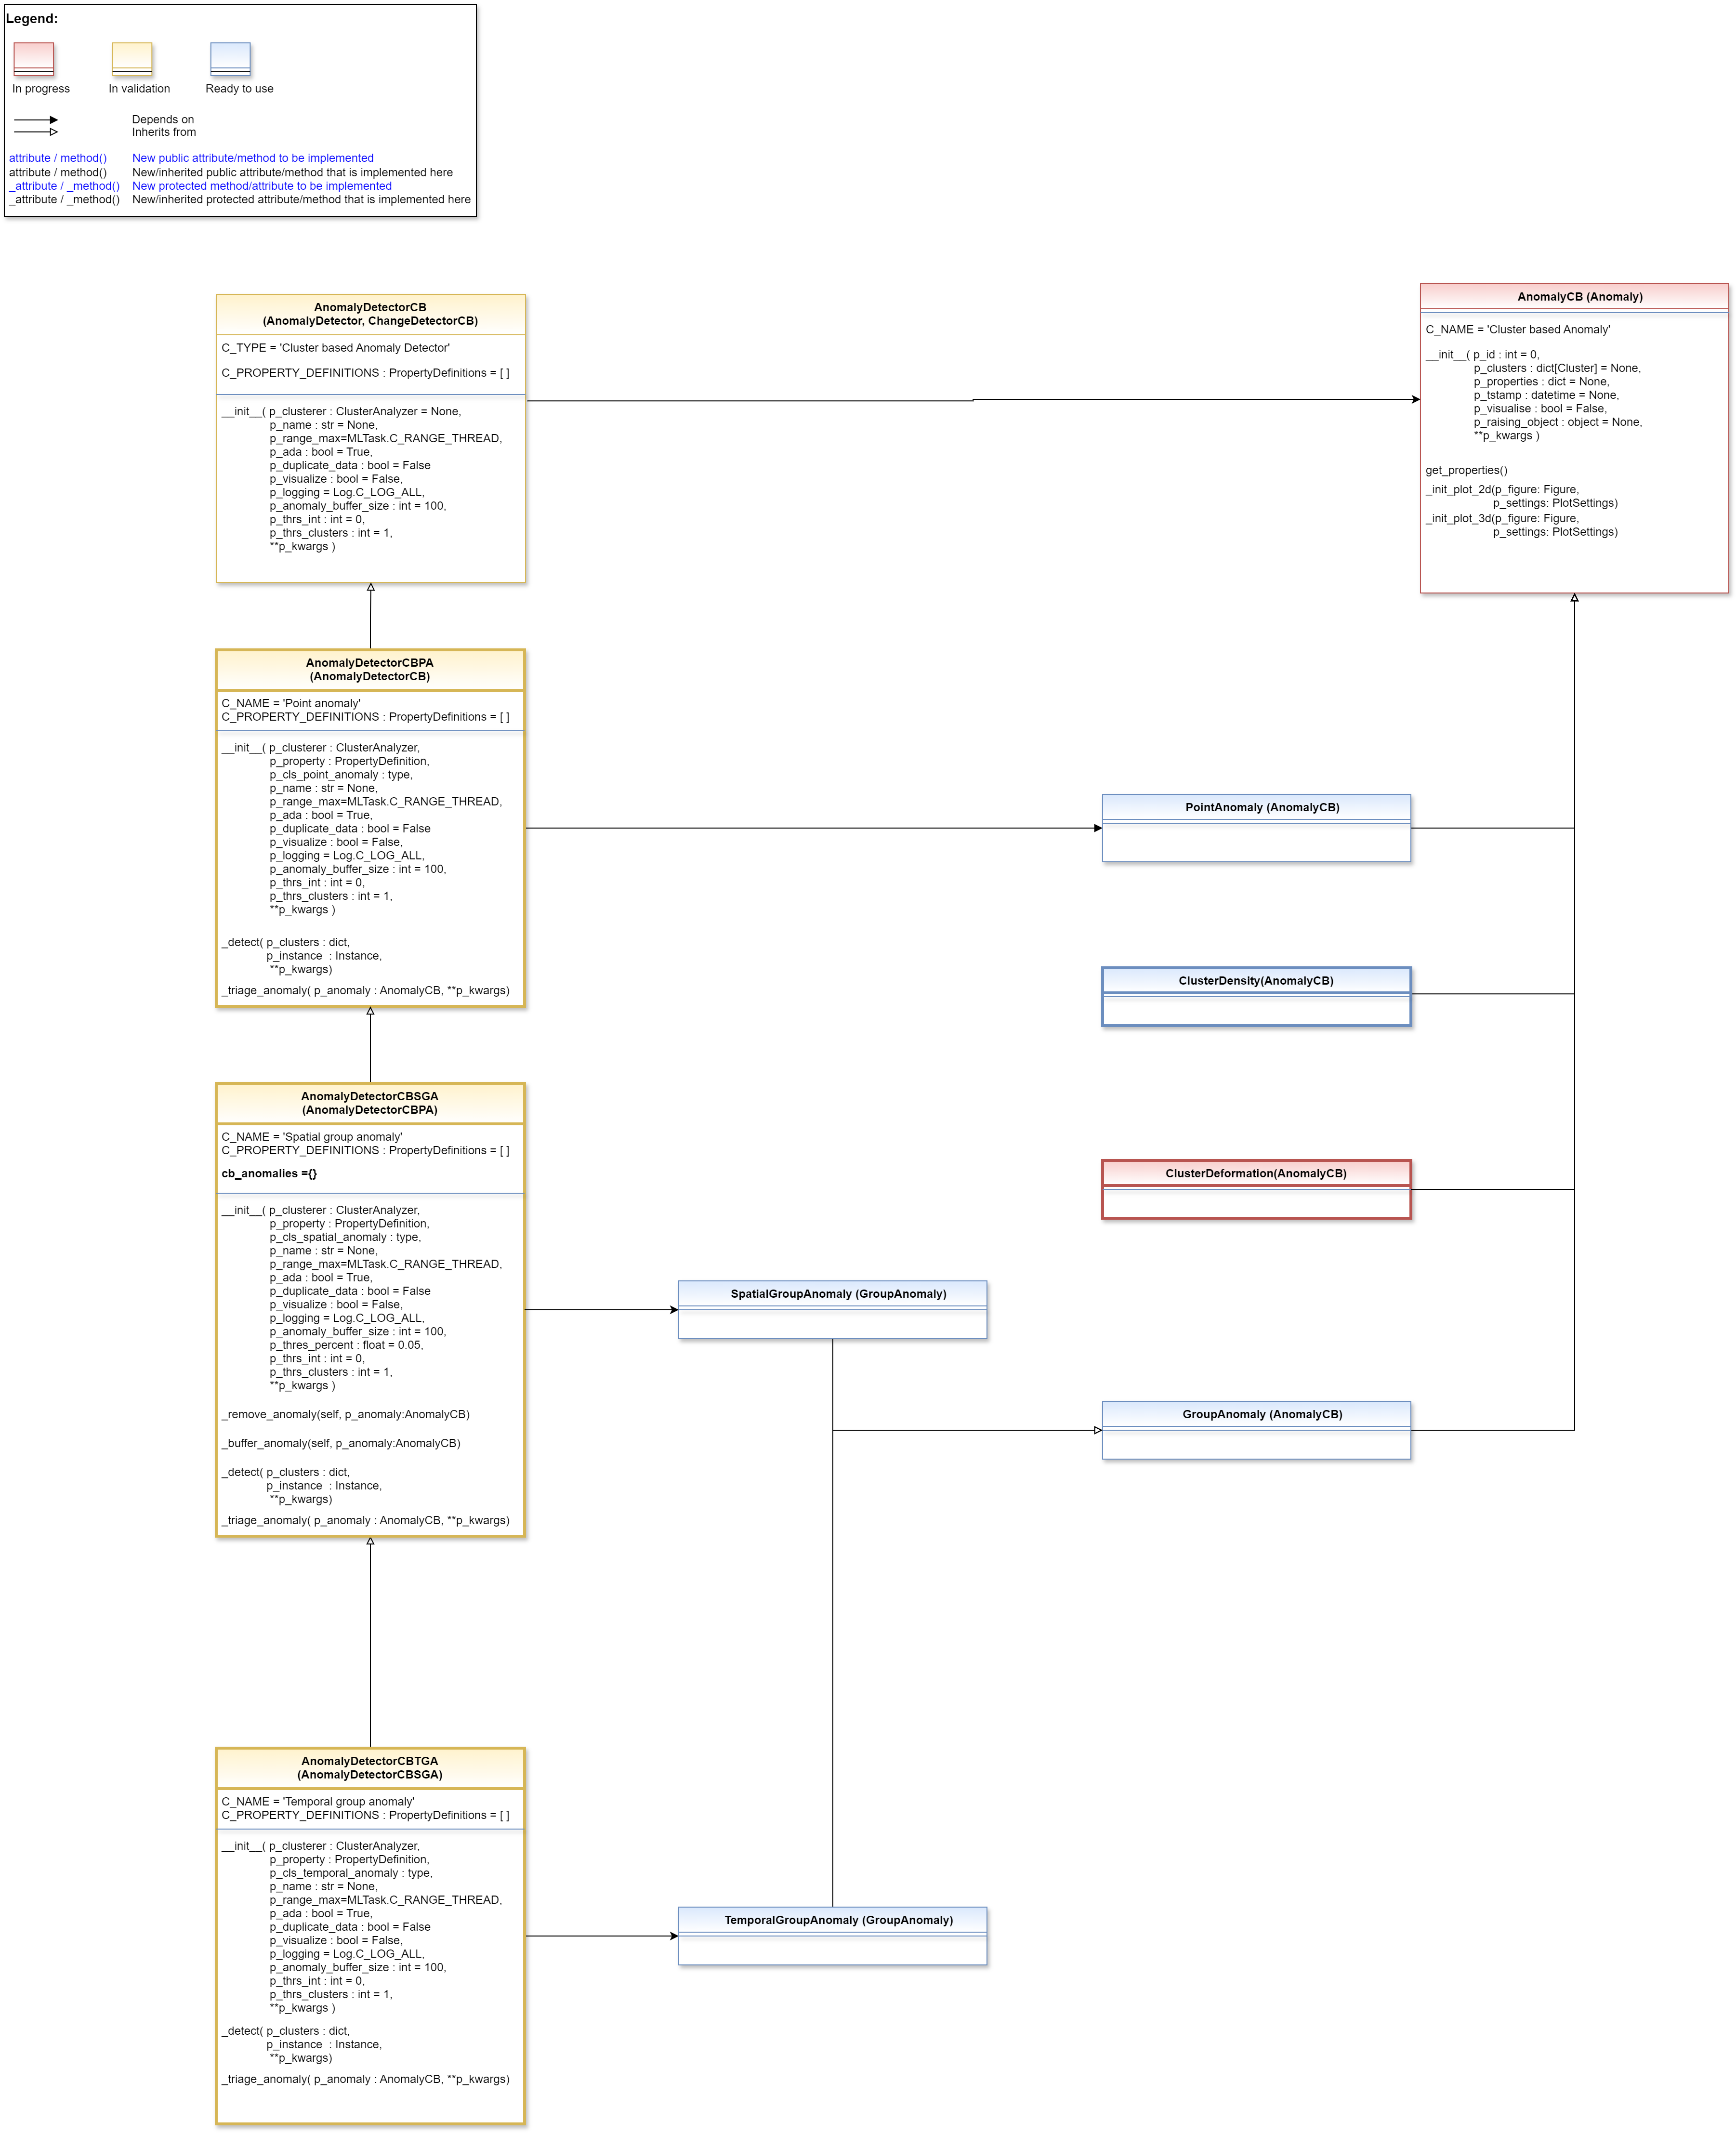 Legend:
In progress
In validation
Ready to use
Depends on
Inherits from
attribute / method() New public attribute/method to be implemented
attribute / method() New/inherited public attribute/method that is implemented here
_attribute / _method() New protected method/attribute to be implemented
_attribute / _method() New/inherited protected attribute/method that is implemented here
AnomalyDetectorCB
(AnomalyDetector, ChangeDetectorCB)
C_TYPE = 'Cluster based Anomaly Detector'
C_PROPERTY_DEFINITIONS : PropertyDefinitions = [ ]
__init__( p_clusterer : ClusterAnalyzer = None,
p_name : str = None,
p_range_max=MLTask.C_RANGE_THREAD,
p_ada : bool = True,
p_duplicate_data : bool = False
p_visualize : bool = False,
p_logging = Log.C_LOG_ALL,
p_anomaly_buffer_size : int = 100,
p_thrs_int : int = 0,
p_thrs_clusters : int = 1,
**p_kwargs )
AnomalyCB (Anomaly)
C_NAME = 'Cluster based Anomaly'
__init__( p_id : int = 0,
p_clusters : dict[Cluster] = None,
p_properties : dict = None,
p_tstamp : datetime = None,
p_visualise : bool = False,
p_raising_object : object = None,
**p_kwargs )
get_properties()
_init_plot_2d(p_figure: Figure,
p_settings: PlotSettings)
_init_plot_3d(p_figure: Figure,
p_settings: PlotSettings)
AnomalyDetectorCBPA
(AnomalyDetectorCB)
C_NAME = 'Point anomaly'
C_PROPERTY_DEFINITIONS : PropertyDefinitions = [ ]
__init__( p_clusterer : ClusterAnalyzer,
p_property : PropertyDefinition,
p_cls_point_anomaly : type,
p_name : str = None,
p_range_max=MLTask.C_RANGE_THREAD,
p_ada : bool = True,
p_duplicate_data : bool = False
p_visualize : bool = False,
p_logging = Log.C_LOG_ALL,
p_anomaly_buffer_size : int = 100,
p_thrs_int : int = 0,
p_thrs_clusters : int = 1,
**p_kwargs )
_detect( p_clusters : dict,
p_instance : Instance,
**p_kwargs)
_triage_anomaly( p_anomaly : AnomalyCB, **p_kwargs)
PointAnomaly (AnomalyCB)
ClusterDensity(AnomalyCB)
ClusterDeformation(AnomalyCB)
AnomalyDetectorCBSGA
(AnomalyDetectorCBPA)
C_NAME = 'Spatial group anomaly'
C_PROPERTY_DEFINITIONS : PropertyDefinitions = [ ]
cb_anomalies ={}
__init__( p_clusterer : ClusterAnalyzer,
p_property : PropertyDefinition,
p_cls_spatial_anomaly : type,
p_name : str = None,
p_range_max=MLTask.C_RANGE_THREAD,
p_ada : bool = True,
p_duplicate_data : bool = False
p_visualize : bool = False,
p_logging = Log.C_LOG_ALL,
p_anomaly_buffer_size : int = 100,
p_thres_percent : float = 0.05,
p_thrs_int : int = 0,
p_thrs_clusters : int = 1,
**p_kwargs )
_remove_anomaly(self, p_anomaly:AnomalyCB)
_buffer_anomaly(self, p_anomaly:AnomalyCB)
_detect( p_clusters : dict,
p_instance : Instance,
**p_kwargs)
_triage_anomaly( p_anomaly : AnomalyCB, **p_kwargs)
SpatialGroupAnomaly (GroupAnomaly)
GroupAnomaly (AnomalyCB)
AnomalyDetectorCBTGA
(AnomalyDetectorCBSGA)
C_NAME = 'Temporal group anomaly'
C_PROPERTY_DEFINITIONS : PropertyDefinitions = [ ]
__init__( p_clusterer : ClusterAnalyzer,
p_property : PropertyDefinition,
p_cls_temporal_anomaly : type,
p_name : str = None,
p_range_max=MLTask.C_RANGE_THREAD,
p_ada : bool = True,
p_duplicate_data : bool = False
p_visualize : bool = False,
p_logging = Log.C_LOG_ALL,
p_anomaly_buffer_size : int = 100,
p_thrs_int : int = 0,
p_thrs_clusters : int = 1,
**p_kwargs )
_detect( p_clusters : dict,
p_instance : Instance,
**p_kwargs)
_triage_anomaly( p_anomaly : AnomalyCB, **p_kwargs)
TemporalGroupAnomaly (GroupAnomaly)